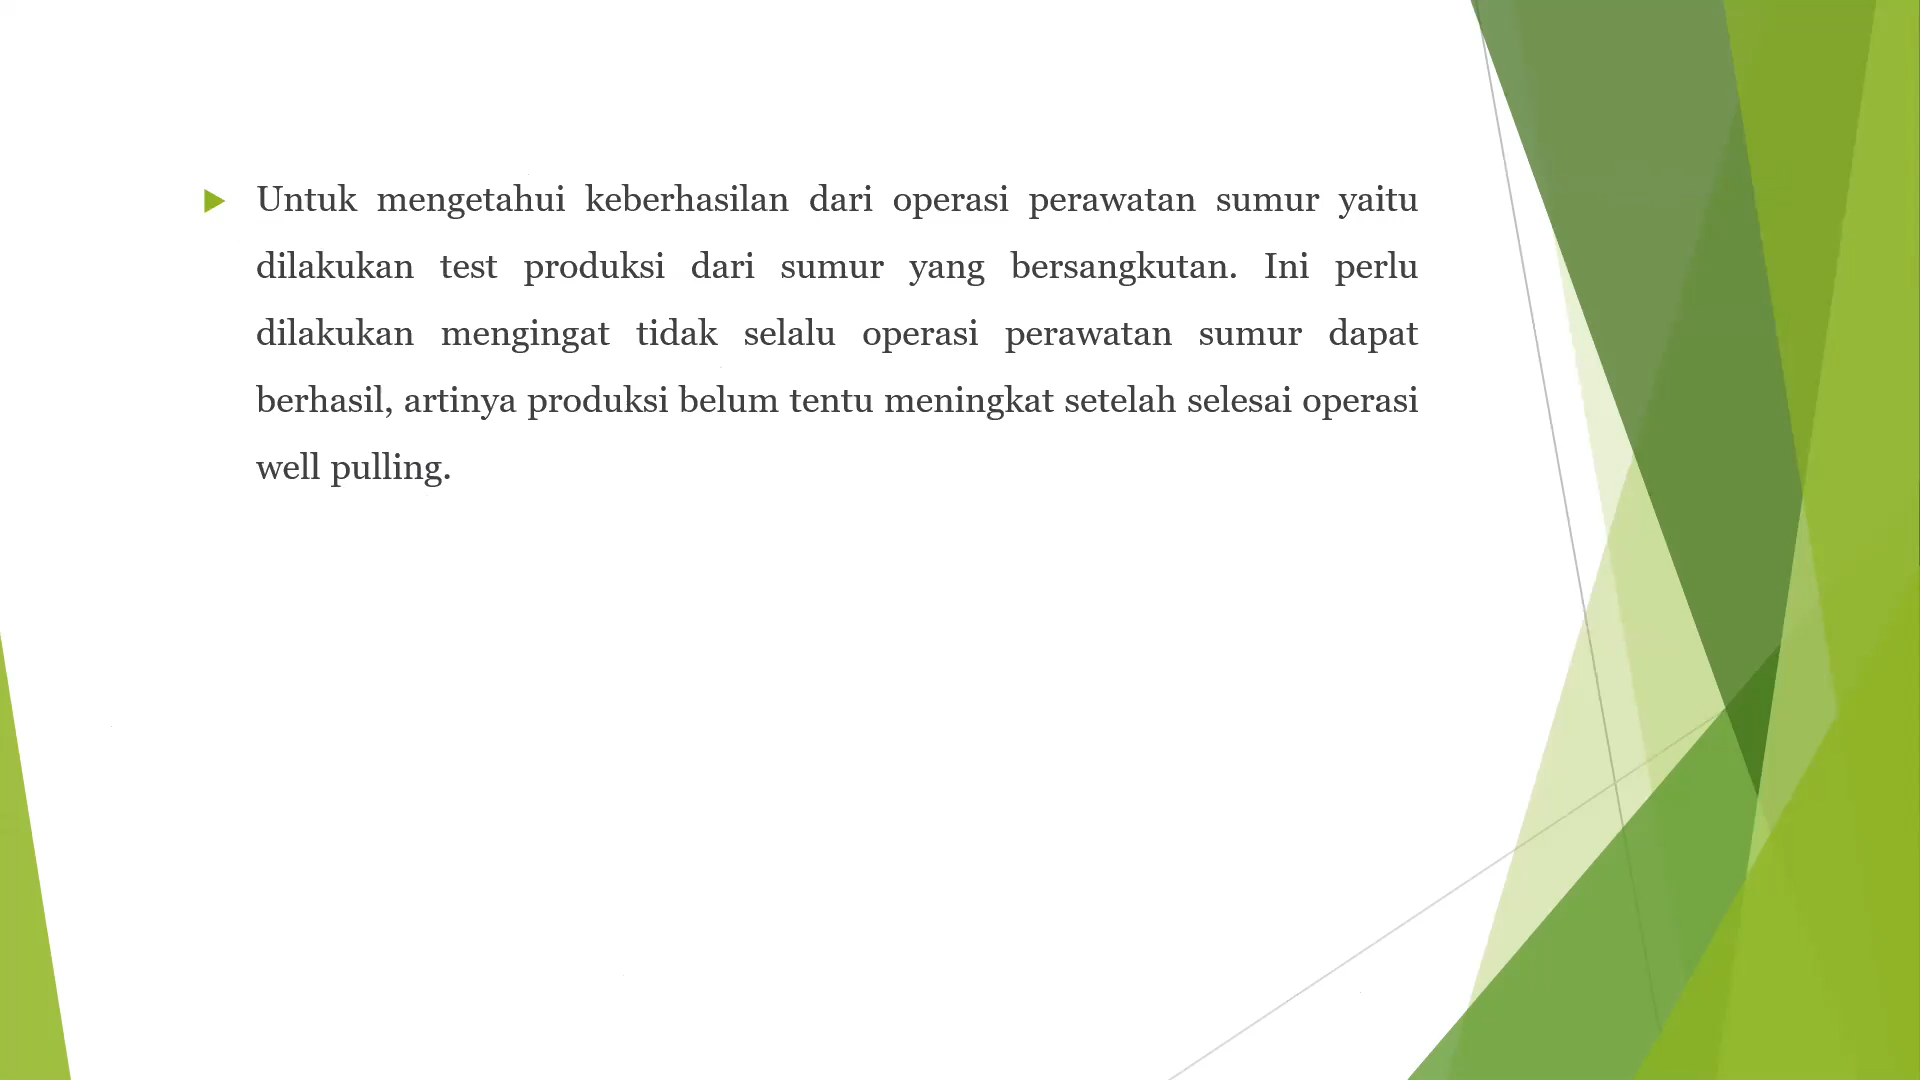 Untuk mengetahui keberhasilan dari operasi perawatan sumur yaitu
dilakukan test produksi dari sumur yang bersangkutan. Ini perlu
dilakukan mengingat tidak selalu operasi perawatan sumur dapat
berhasil, artinya produksi belum tentu meningkat setelah selesai operasi
well pulling.